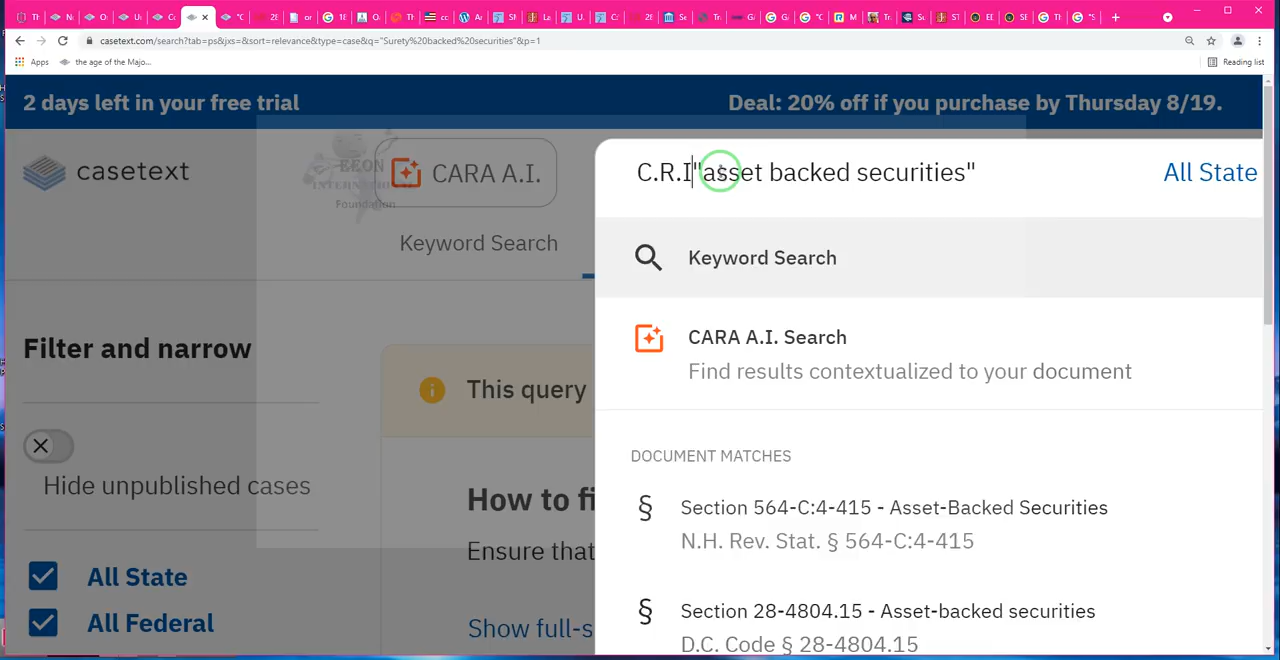 casetext.com/search?tab=ps&jxs=&sort=relevance&type=case&q="Surety%20backed%20securities"&p=1
Apps
the age of the Majo...
Reading list
2 days left in your free trial
Deal: 20% off if you purchase by Thursday 8/19.
casetext
EEON
INTERNATIONAL
Foundation
CARA A.I.
C.R.I"asset backed securities"
All State
Keyword Search
Keyword Search
CARA A.I. Search
Find results contextualized to your document
Filter and narrow
This query
Hide unpublished cases
DOCUMENT MATCHES
How to fi
§ Section 564-C:4-415 - Asset-Backed Securities
N.H. Rev. Stat. § 564-C:4-415
Ensure that
All State
All Federal
Show full-s
§ Section 28-4804.15 - Asset-backed securities
D.C. Code § 28-4804.15